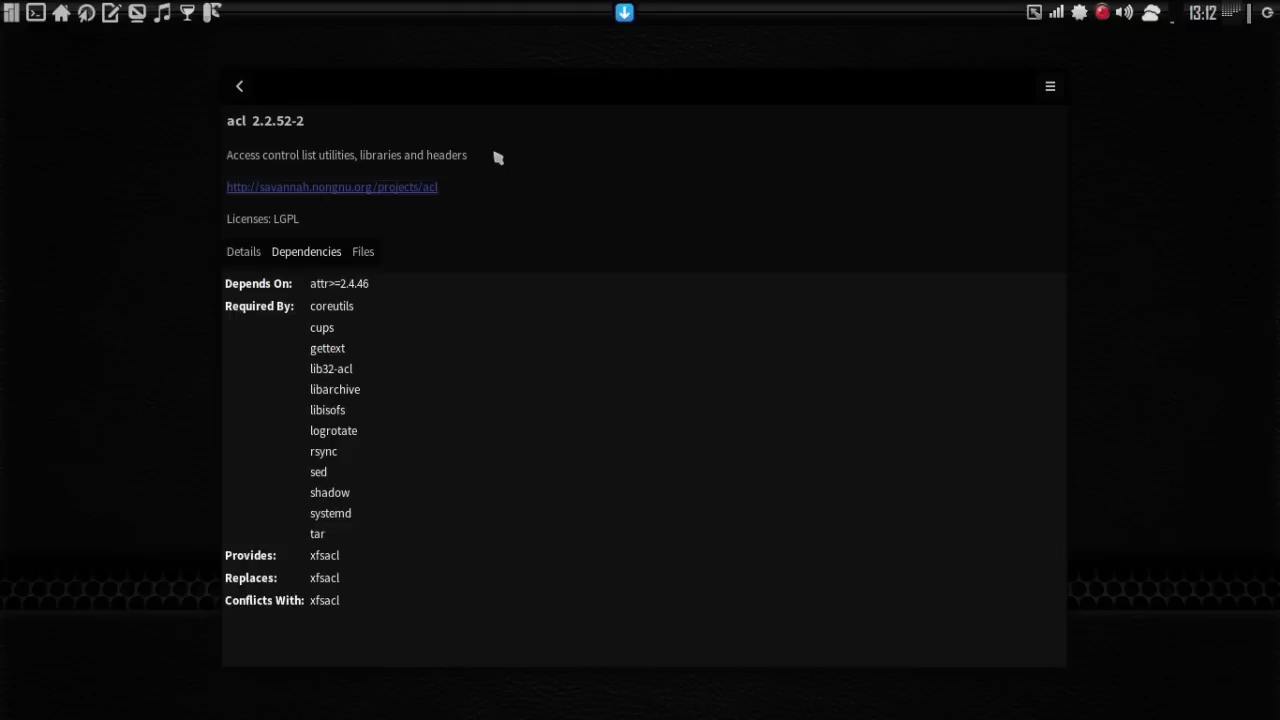 13:12
acl 2.2.52-2
Access control list utilities, libraries and headers
http://savannah.nongnu.org/projects/acl
Licenses: LGPL
Details Dependencies Files
Depends On: attr>=2.4.46
Required By: coreutils
cups
gettext
lib32-acl
libarchive
libisofs
logrotate
rsync
sed
shadow
systemd
tar
Provides: xfsacl
Replaces: xfsacl
Conflicts With: xfsacl